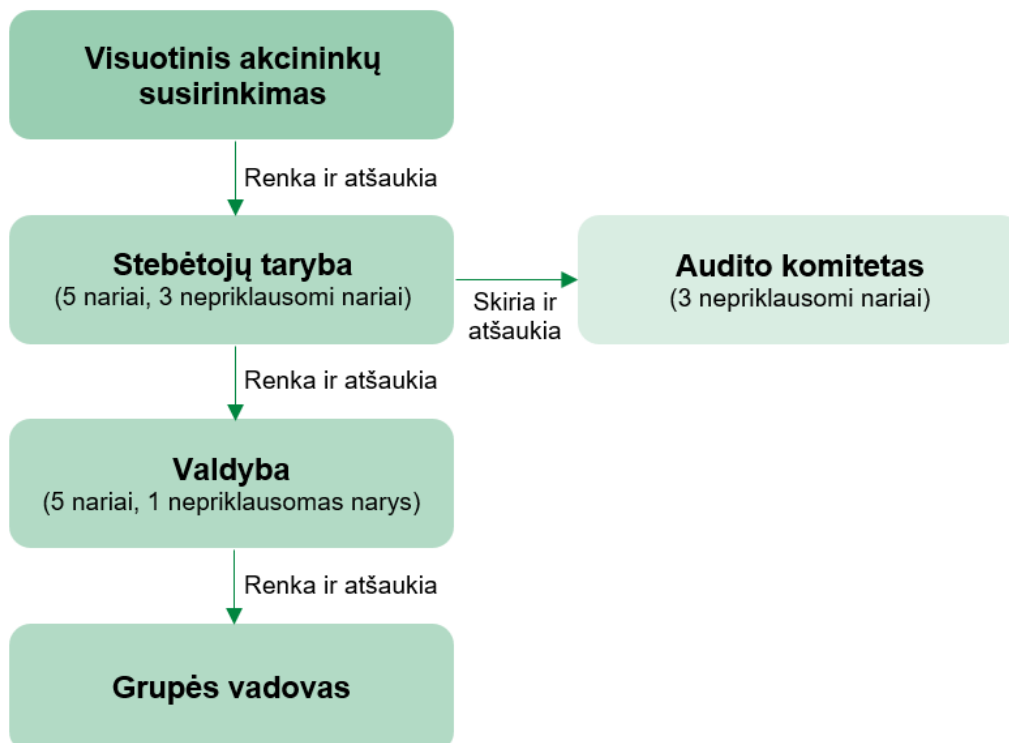 Visuotinis akcininkų
susirinkimas
Renka ir atšaukia
Stebėtojų taryba
(5 nariai, 3 nepriklausomi nariai)
Skiria ir
atšaukia
Audito komitetas
(3 nepriklausomi nariai)
Renka ir atšaukia
Valdyba
(5 nariai, 1 nepriklausomas narys)
Renka ir atšaukia
Grupės vadovas